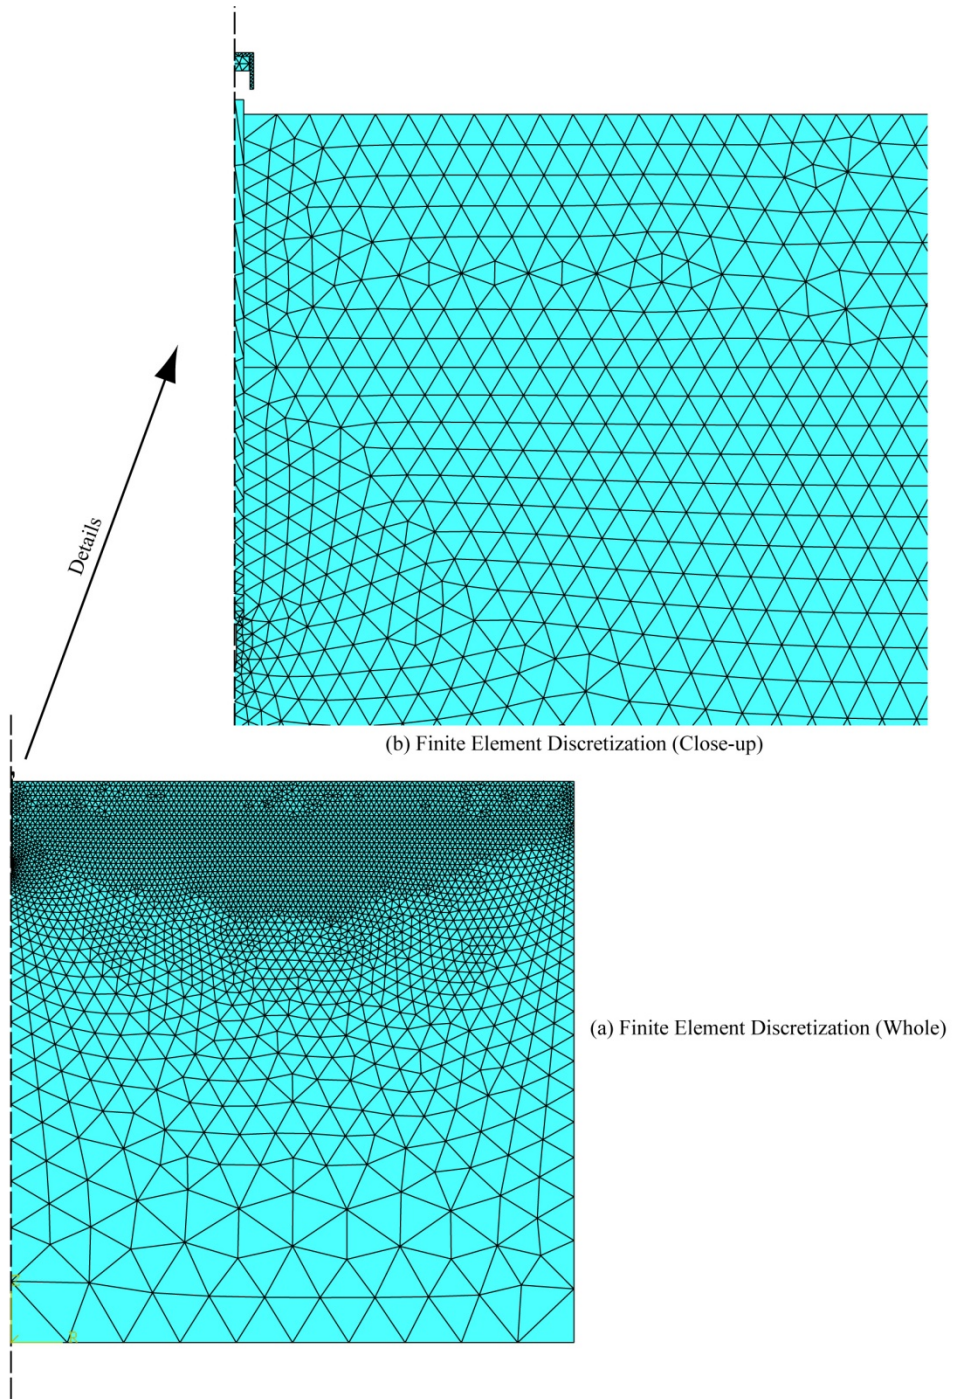 (b) Finite Element Discretization (Close-up)
Details
(a) Finite Element Discretization (Whole)